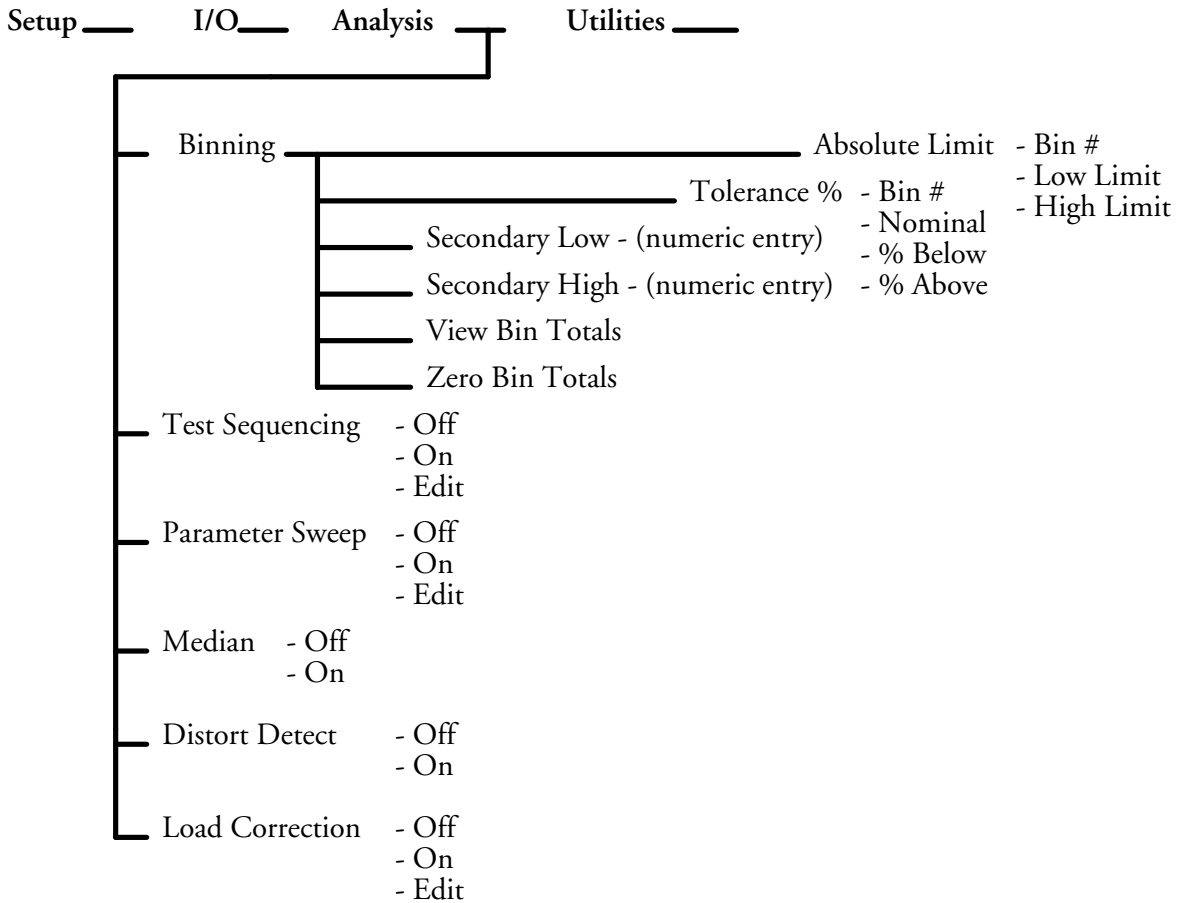 Setup I/O Analysis Utilities
Binning
Absolute Limit - Bin #
- Low Limit
- High Limit
Tolerance % - Bin #
- Nominal
- % Below
- % Above
Secondary Low - (numeric entry)
Secondary High - (numeric entry)
View Bin Totals
Zero Bin Totals
Test Sequencing - Off
- On
- Edit
Parameter Sweep - Off
- On
- Edit
Median - Off
- On
Distort Detect - Off
- On
Load Correction - Off
- On
- Edit